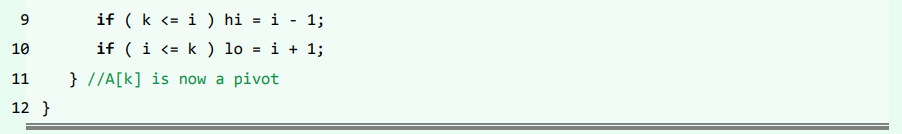 9 if ( k <= i ) hi = i - 1;
10 if ( i <= k ) lo = i + 1;
11 } //A[k] is now a pivot
12 }